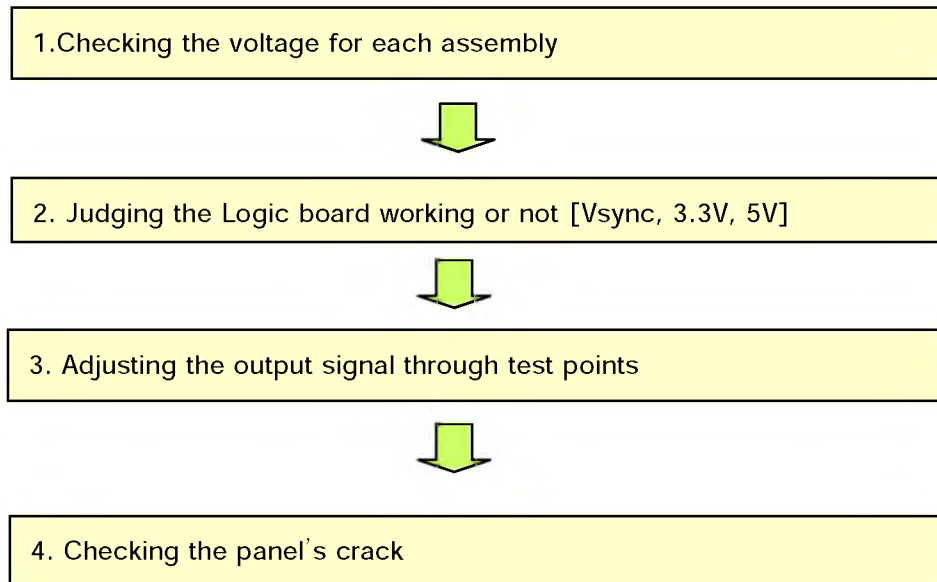 1.Checking the voltage for each assembly
2. Judging the Logic board working or not [Vsync, 3.3V, 5V]
3. Adjusting the output signal through test points
4. Checking the panel's crack